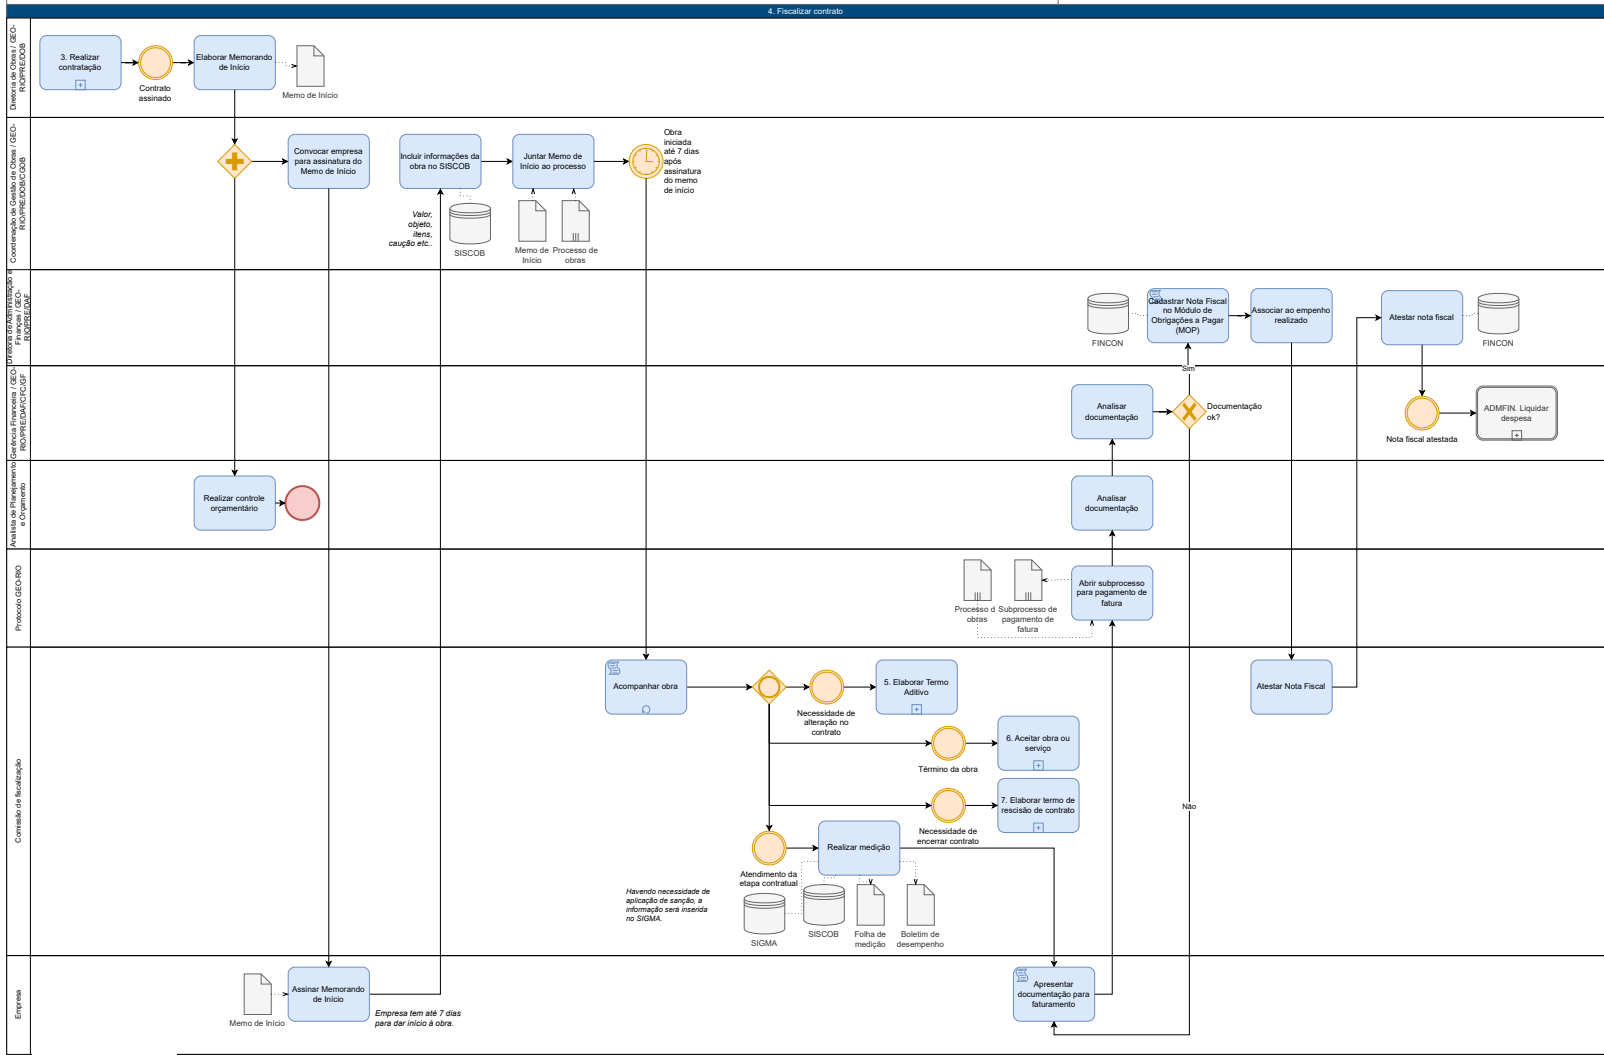 4. Fiscalizar contrato
Diretoria de Obras / GEO-
RIO/PRE/DOB
3. Realizar
contratação
Contrato
assinado
Elaborar Memorando
de Início
Memo de Início
Coordenação de Gestão de Obras / GEO-
RIO/PRE/DOB/CGOB
Convocar empresa
para assinatura do
Memo de Início
Incluir informações da
obra no SISCOB
Valor,
objeto,
itens,
caução etc..
SISCOB
Juntar Memo de
Início ao processo
Memo de
Início
Processo de
obras
Obra
iniciada
até 7 dias
após
assinatura
do memo
de início
Diretoria de Administração e
Finanças / GEO-
RIO/PRE/DAF
FINCON
Cadastrar Nota Fiscal
no Módulo de
Obrigações a Pagar
(MOP)
Associar ao empenho
realizado
Atestar nota fiscal
FINCON
Gerência Financeira / GEO-
RIO/PRE/DAF/CFC/GF
Analisar
documentação
Sim
Documentação
ok?
Nota fiscal atestada
ADMFIN. Liquidar
despesa
Analista de Planejamento
e Orçamento
Realizar controle
orçamentário
Analisar
documentação
Protocolo GEO-RIO
Processo d
obras
Subprocesso de
pagamento de
fatura
Abrir subprocesso
para pagamento de
fatura
Comissão de fiscalização
Acompanhar obra
Necessidade de
alteração no
contrato
5. Elaborar Termo
Aditivo
Atestar Nota Fiscal
Término da obra
6. Aceitar obra ou
serviço
Necessidade de
encerrar contrato
7. Elaborar termo de
rescisão de contrato
Não
Atendimento da
etapa contratual
Realizar medição
Havendo necessidade de
aplicação de sanção, a
informação será inserida
no SIGMA.
SIGMA
SISCOB
Folha de
medição
Boletim de
desempenho
Empresa
Memo de Início
Assinar Memorando
de Início
Empresa tem até 7 dias
para dar início à obra.
Apresentar
documentação para
faturamento